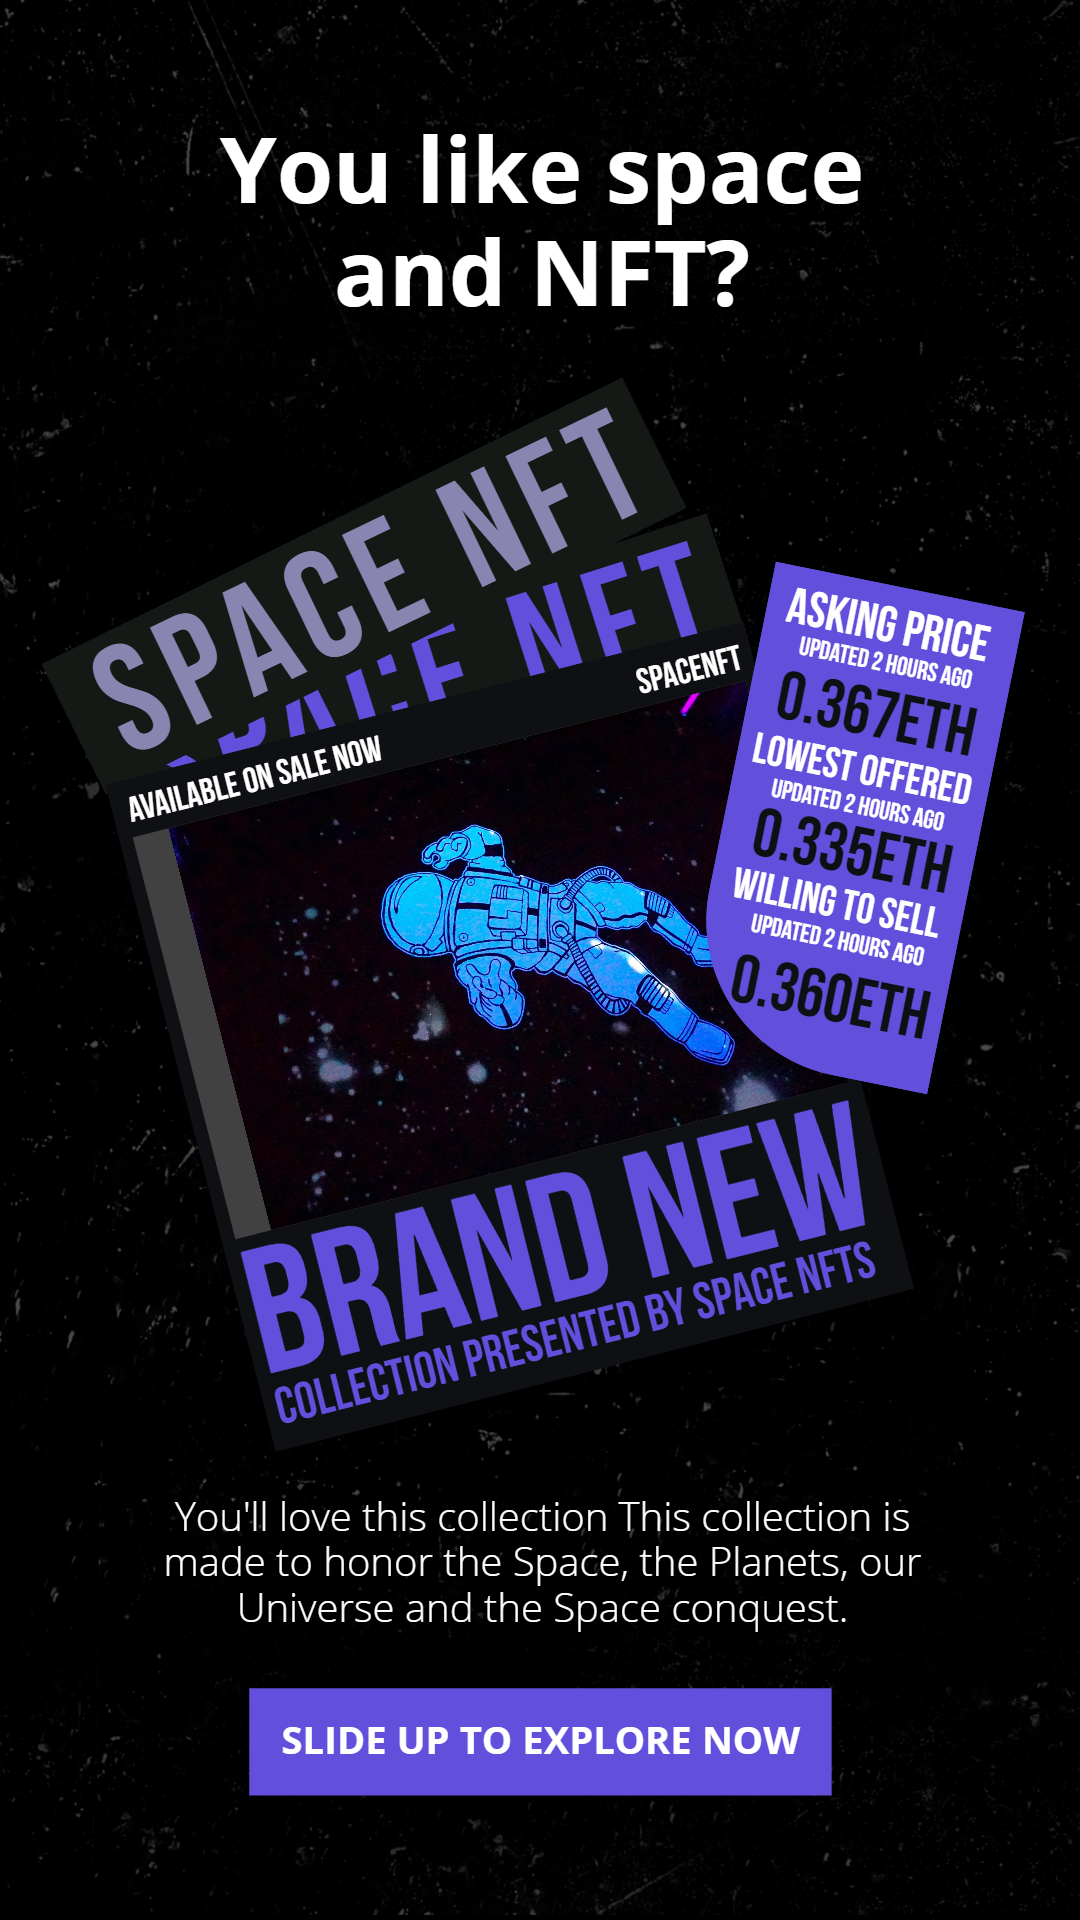 You like space
and NFT?
SPACE NFT
SPACE NFT
SPACENFT
AVAILABLE ON SALE NOW
ASKING PRICE
UPDATED 2 HOURS AGO
0.367ETH
LOWEST OFFERED
UPDATED 2 HOURS AGO
0.335ETH
WILLING TO SELL
UPDATED 2 HOURS AGO
0.360ETH
BRAND NEW
COLLECTION PRESENTED BY SPACE NFTS
You'll love this collection This collection is
made to honor the Space, the Planets, our
Universe and the Space conquest.
SLIDE UP TO EXPLORE NOW